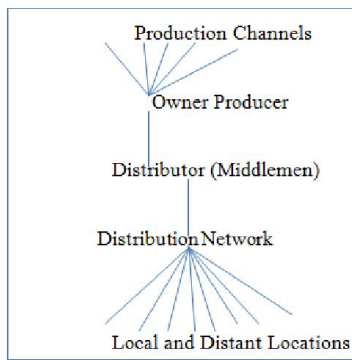 Production Channels
Owner Producer
Distributor (Middlemen)
Distribution Network
Local and Distant Locations